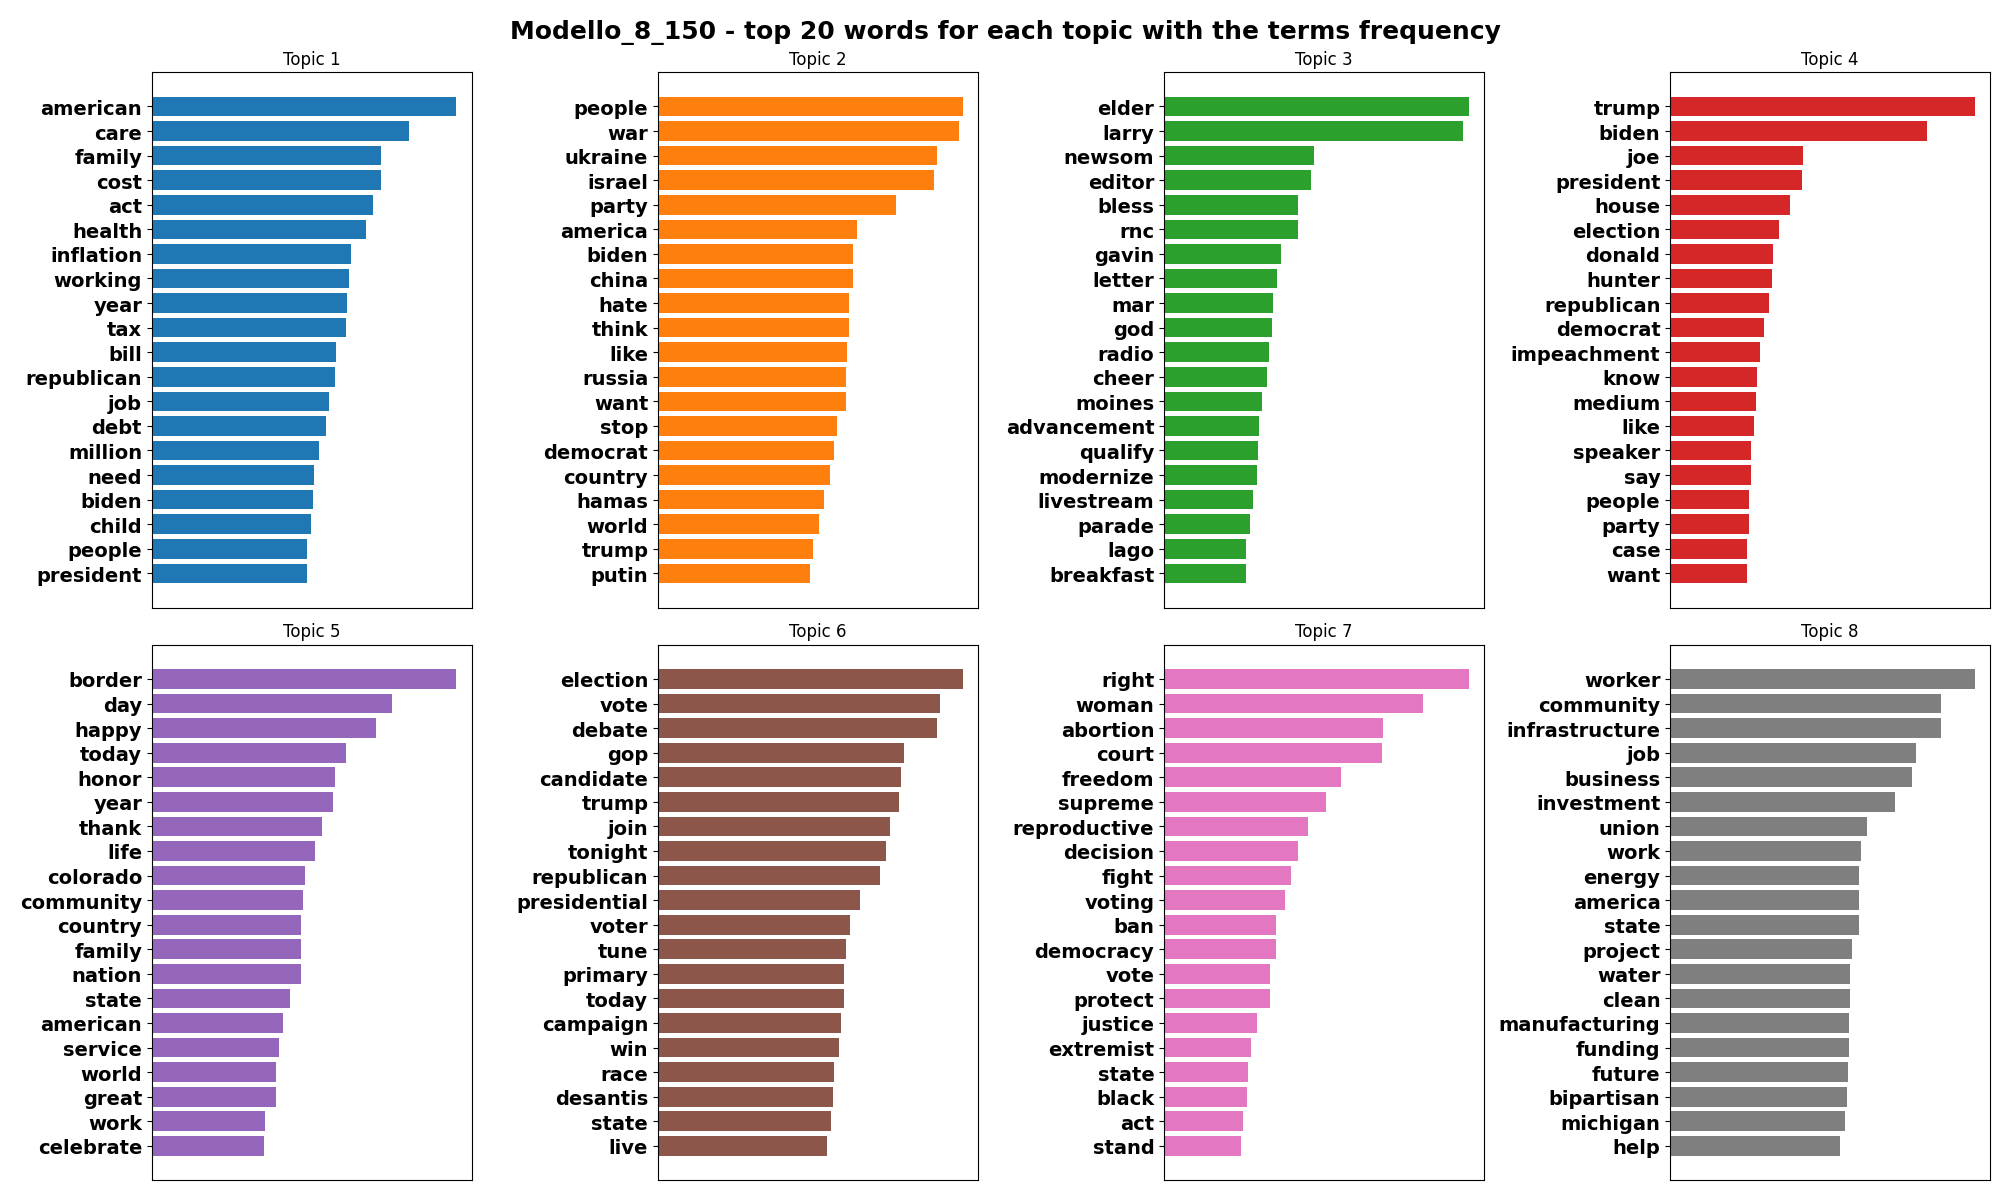 Modello_8_150 - top 20 words for each topic with the terms frequency
Topic 1
american
care
family
cost
act
health
inflation
working
year
tax
bill
republican
job
debt
million
need
biden
child
people
president
Topic 2
people
war
ukraine
israel
party
america
biden
china
hate
think
like
russia
want
stop
democrat
country
hamas
world
trump
putin
Topic 3
elder
larry
newsom
editor
bless
rnc
gavin
letter
mar
god
radio
cheer
moines
advancement
qualify
modernize
livestream
parade
lago
breakfast
Topic 4
trump
biden
joe
president
house
election
donald
hunter
republican
democrat
impeachment
know
medium
like
speaker
say
people
party
case
want
Topic 5
border
day
happy
today
honor
year
thank
life
colorado
community
country
family
nation
state
american
service
world
great
work
celebrate
Topic 6
election
vote
debate
gop
candidate
trump
join
tonight
republican
presidential
voter
tune
primary
today
campaign
win
race
desantis
state
live
Topic 7
right
woman
abortion
court
freedom
supreme
reproductive
decision
fight
voting
ban
democracy
vote
protect
justice
extremist
state
black
act
stand
Topic 8
worker
community
infrastructure
job
business
investment
union
work
energy
america
state
project
water
clean
manufacturing
funding
future
bipartisan
michigan
help